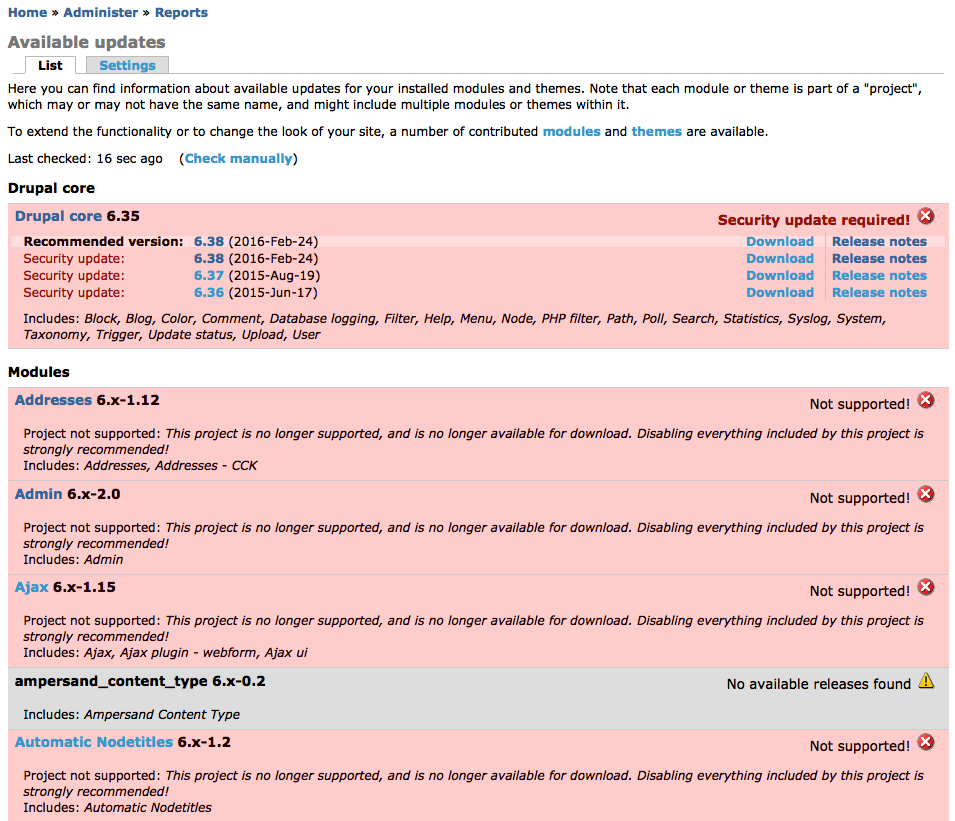 Home » Administer » Reports
Available updates
List Settings
Here you can find information about available updates for your installed modules and themes. Note that each module or theme is part of a "project",
which may or may not have the same name, and might include multiple modules or themes within it.
To extend the functionality or to change the look of your site, a number of contributed modules and themes are available.
Last checked: 16 sec ago (Check manually)
Drupal core
Drupal core 6.35 Security update required!
Recommended version: 6.38 (2016-Feb-24) Download Release notes
Security update: 6.38 (2016-Feb-24) Download Release notes
Security update: 6.37 (2015-Aug-19) Download Release notes
Security update: 6.36 (2015-Jun-17) Download Release notes
Includes: Block, Blog, Color, Comment, Database logging, Filter, Help, Menu, Node, PHP filter, Path, Poll, Search, Statistics, Syslog, System,
Taxonomy, Trigger, Update status, Upload, User
Modules
Addresses 6.x-1.12 Not supported!
Project not supported: This project is no longer supported, and is no longer available for download. Disabling everything included by this project is
strongly recommended!
Includes: Addresses, Addresses - CCK
Admin 6.x-2.0 Not supported!
Project not supported: This project is no longer supported, and is no longer available for download. Disabling everything included by this project is
strongly recommended!
Includes: Admin
Ajax 6.x-1.15 Not supported!
Project not supported: This project is no longer supported, and is no longer available for download. Disabling everything included by this project is
strongly recommended!
Includes: Ajax, Ajax plugin - webform, Ajax ui
ampersand_content_type 6.x-0.2 No available releases found
Includes: Ampersand Content Type
Automatic Nodetitles 6.x-1.2 Not supported!
Project not supported: This project is no longer supported, and is no longer available for download. Disabling everything included by this project is
strongly recommended!
Includes: Automatic Nodetitles